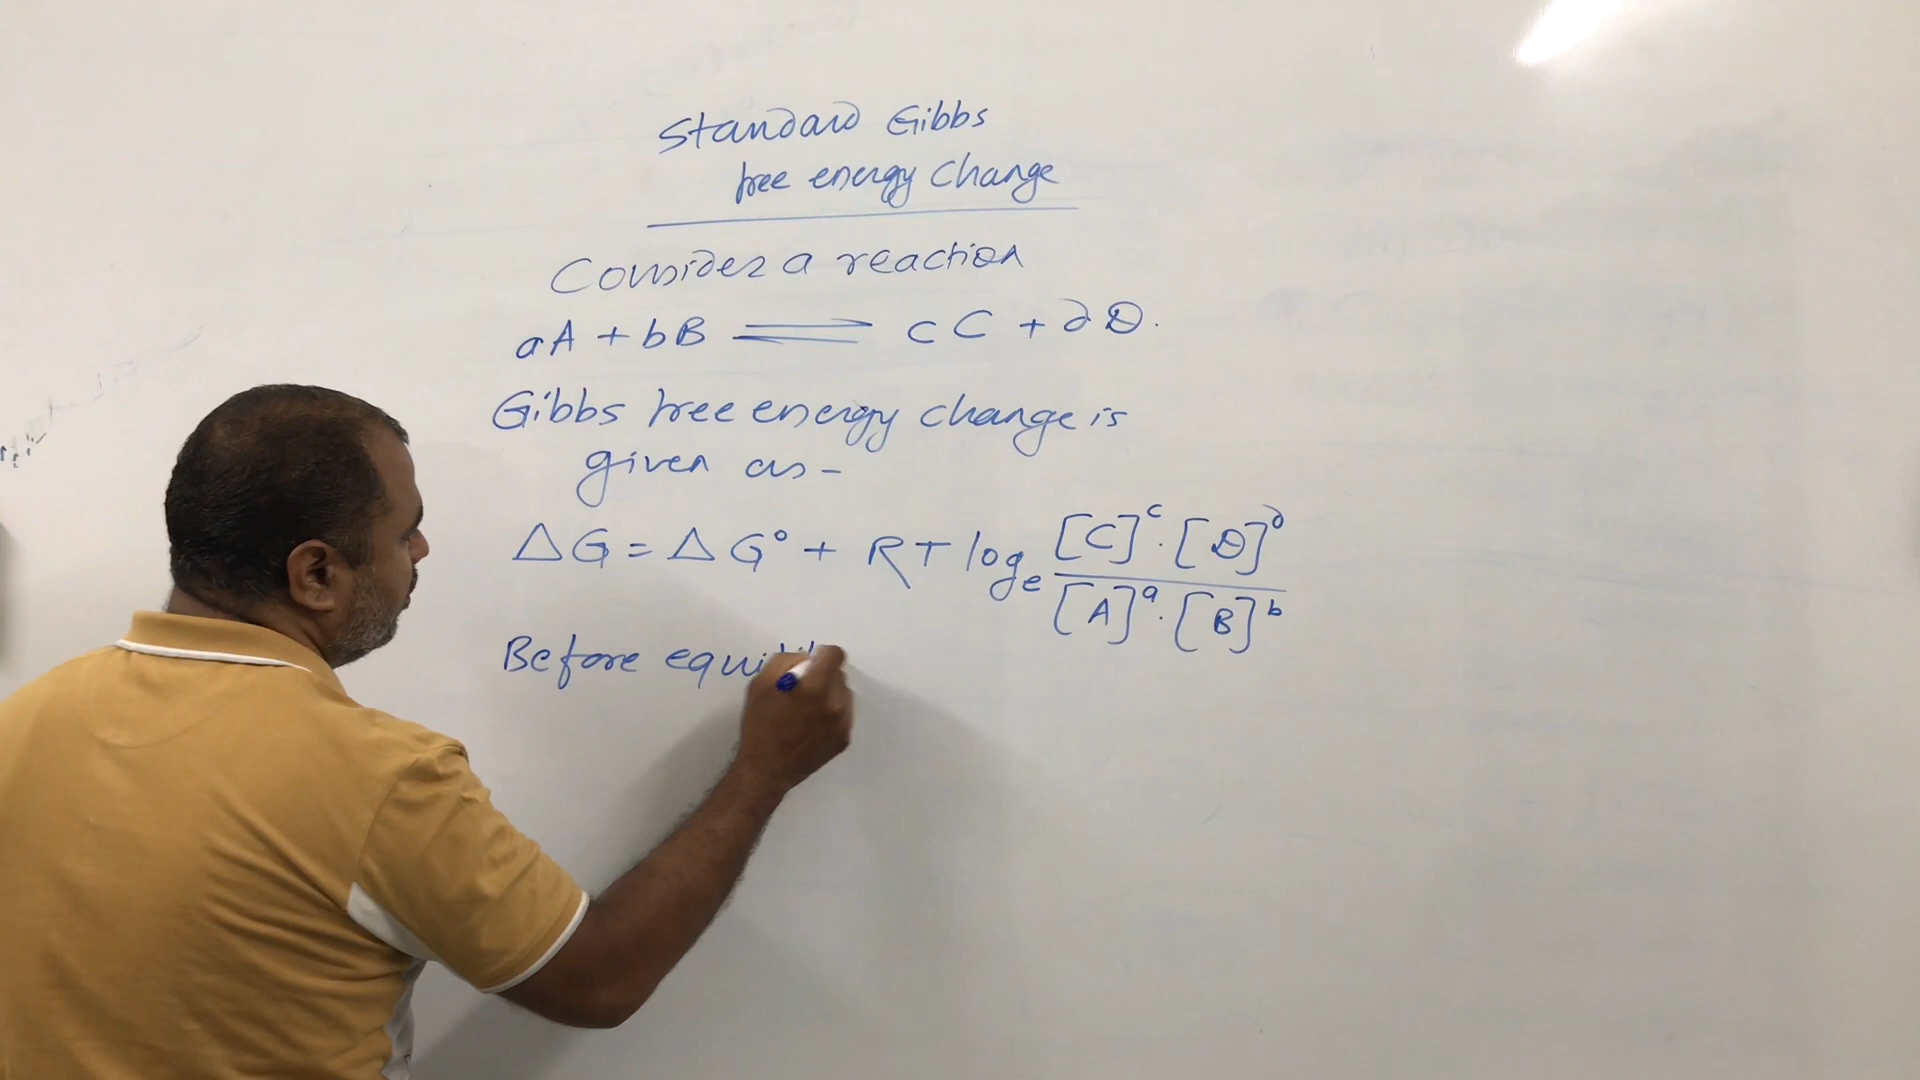 Standard Gibbs
free energy change
Consider a reaction
aA + bB ⇌ cC + dD.
Gibbs free energy change is
given as -
ΔG = ΔG° + RT logₑ [C]ᶜ·[D]ᵈ / [A]ᵃ·[B]ᵇ
Before